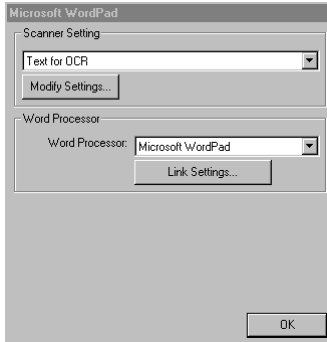 Microsoft WordPad
Scanner Setting
Text for OCR
Modify Settings...
Word Processor
Word Processor: Microsoft WordPad
Link Settings...
OK